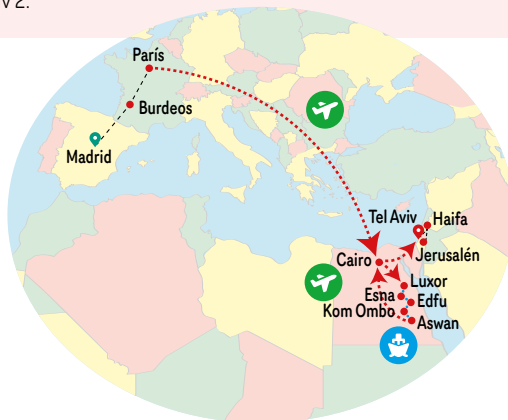 París
Burdeos
Madrid
Tel Aviv
Haifa
Cairo
Jerusalén
Luxor
Esna
Edfu
Kom Ombo
Aswan